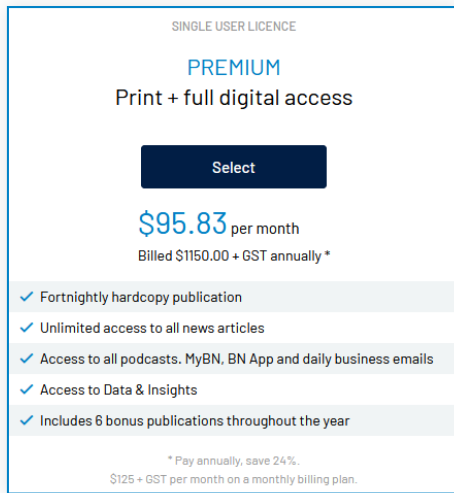 SINGLE USER LICENCE
PREMIUM
Print + full digital access
Select
$95.83 per month
Billed $1150.00 + GST annually *
Fortnightly hardcopy publication
Unlimited access to all news articles
Access to all podcasts. MyBN, BN App and daily business emails
Access to Data & Insights
Includes 6 bonus publications throughout the year
* Pay annually, save 24%.
$125 + GST per month on a monthly billing plan.